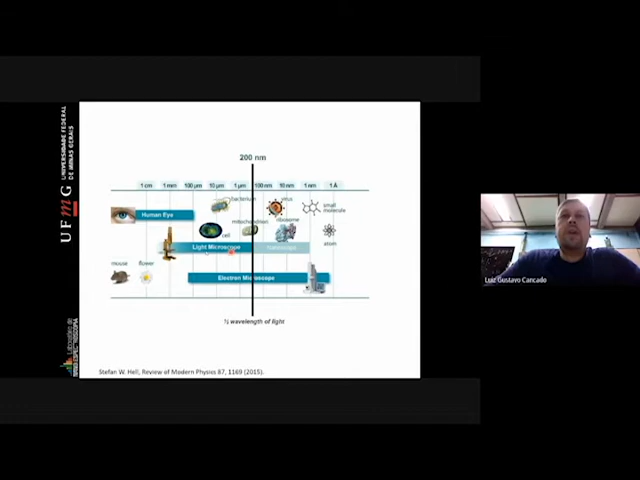 UFmG
UNIVERSIDADE FEDERAL
DE MINAS GERAIS
200 nm
1 cm 1 mm 100 µm 10 µm 1 µm 100 nm 10 nm 1 nm 1 Å
bacterium virus
small
molecule
Human Eye
mitochondrion ribosome
cell
atom
Light Microscope
mouse flower
Electron Microscope
½ wavelength of light
Stefan W. Hell, Review of Modern Physics 87, 1169 (2015).
Laboratório de
Luiz Gustavo Cancado